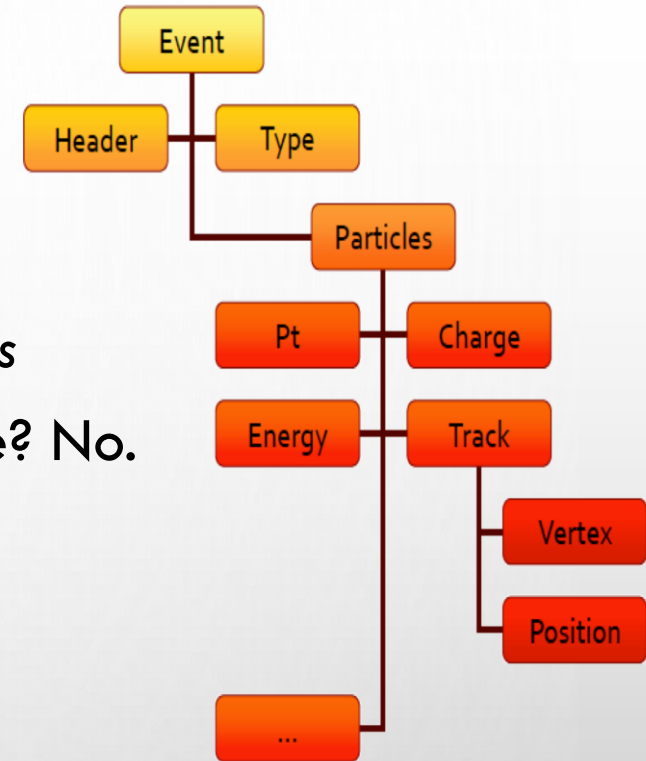 Event
Header
Type
Particles
s
Pt
Charge
e? No.
Energy
Track
Vertex
Position
...